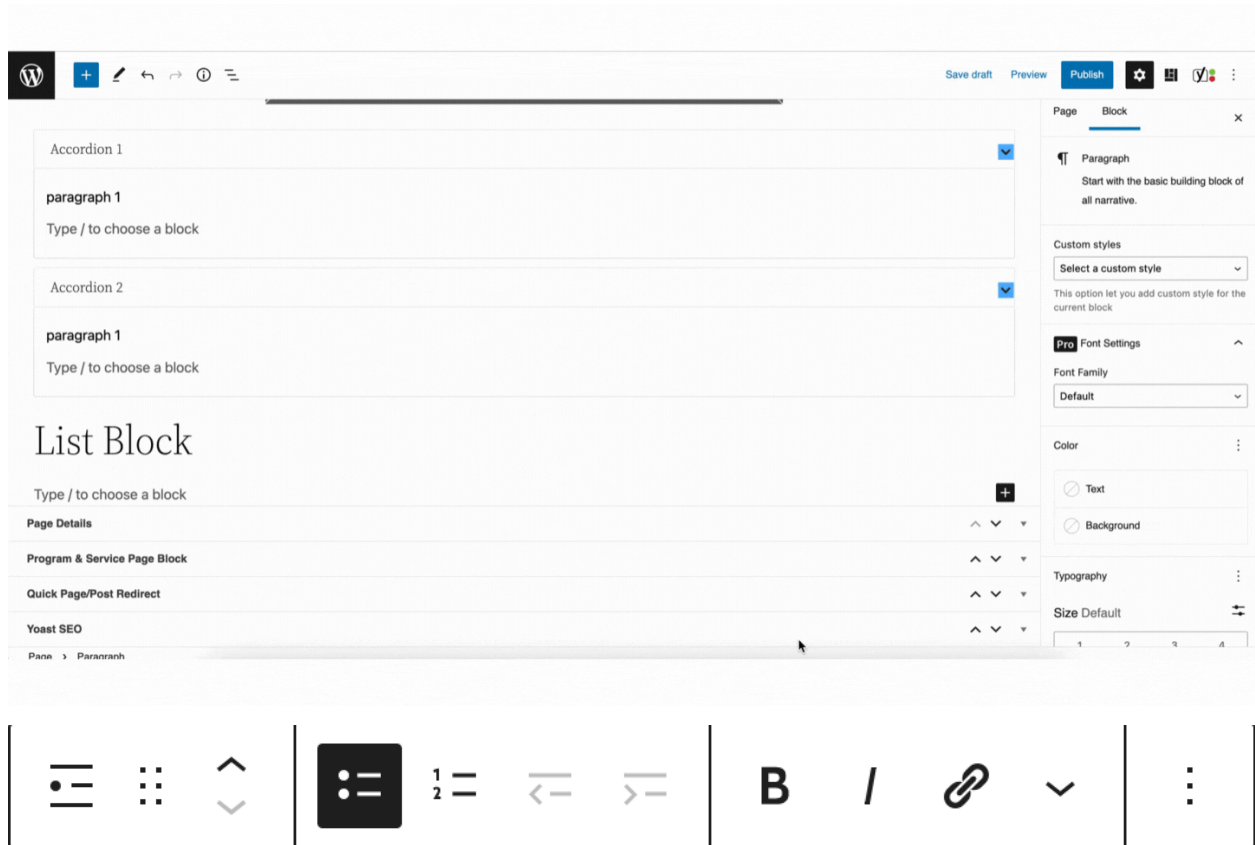 Save draft Preview Publish
Page Block
Accordion 1
paragraph 1
Type / to choose a block
Accordion 2
paragraph 1
Type / to choose a block
List Block
Type / to choose a block
Page Details
Program & Service Page Block
Quick Page/Post Redirect
Yoast SEO
Page > Paragraph
Paragraph
Start with the basic building block of
all narrative.
Custom styles
Select a custom style
This option let you add custom style for the
current block
Pro Font Settings
Font Family
Default
Color
Text
Background
Typography
Size Default
1 2 3 4
1
2
B I